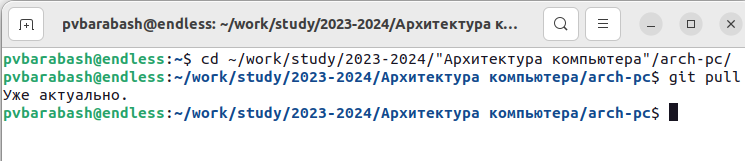 pvbarabash@endless: ~/work/study/2023-2024/Архитектура к...
pvbarabash@endless:~$ cd ~/work/study/2023-2024/"Архитектура компьютера"/arch-pc/
pvbarabash@endless:~/work/study/2023-2024/Архитектура компьютера/arch-pc$ git pull
Уже актуально.
pvbarabash@endless:~/work/study/2023-2024/Архитектура компьютера/arch-pc$